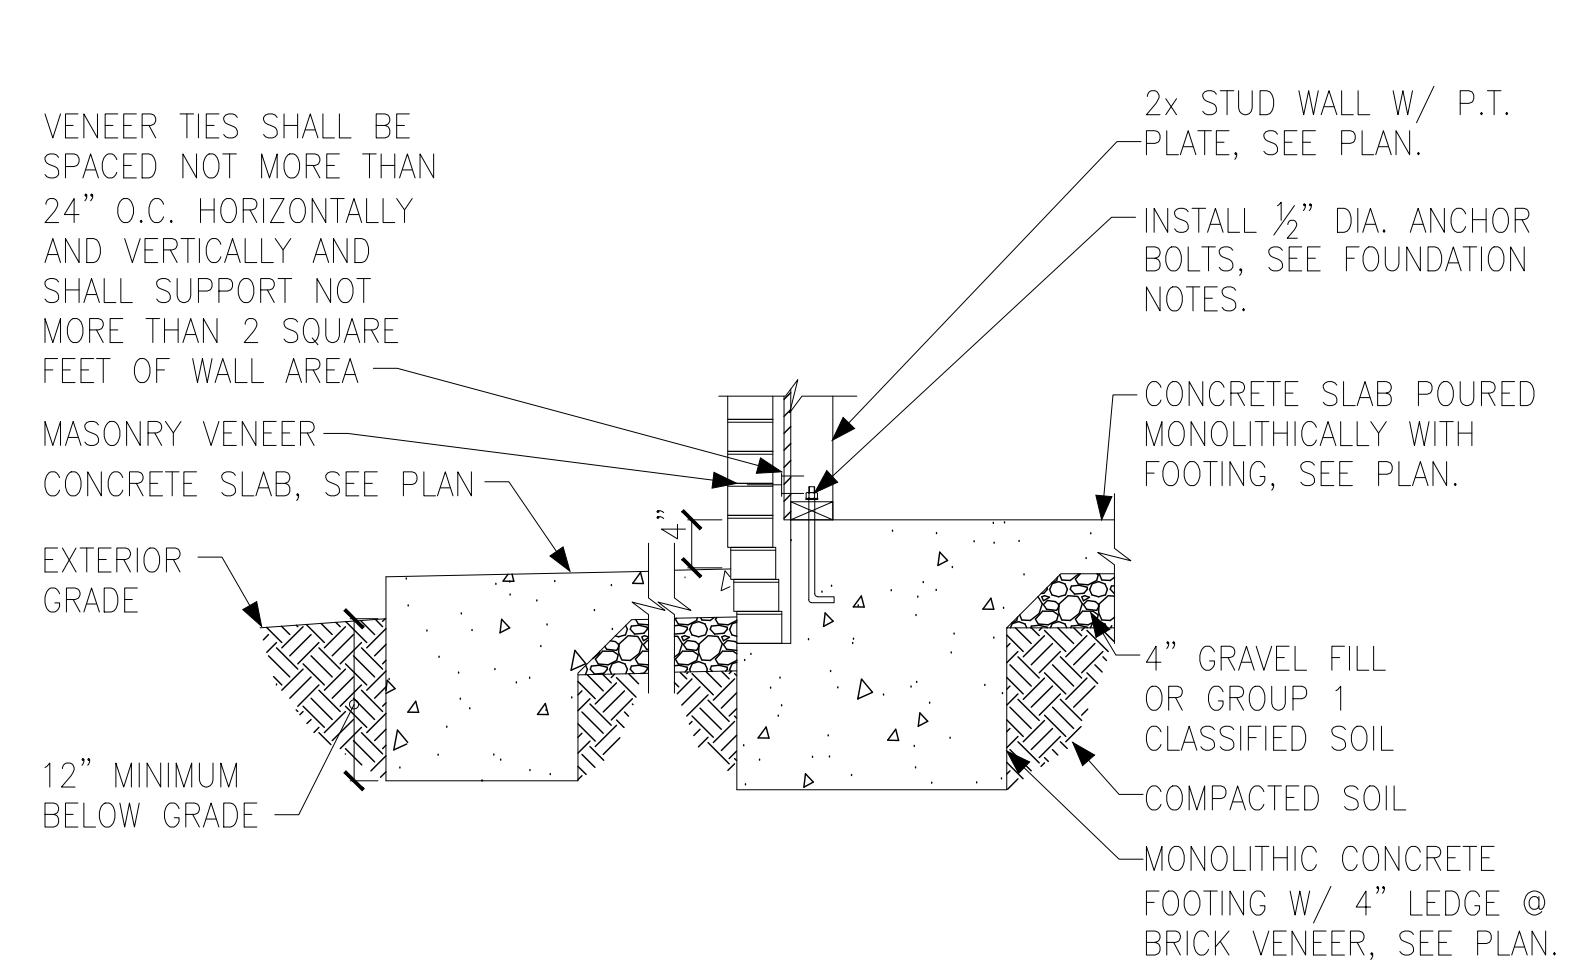 VENEER TIES SHALL BE
SPACED NOT MORE THAN
24” O.C. HORIZONTALLY
AND VERTICALLY AND
SHALL SUPPORT NOT
MORE THAN 2 SQUARE
FEET OF WALL AREA
MASONRY VENEER
CONCRETE SLAB, SEE PLAN
EXTERIOR
GRADE
12” MINIMUM
BELOW GRADE
4”
2x STUD WALL W/ P.T.
PLATE, SEE PLAN.
INSTALL ½” DIA. ANCHOR
BOLTS, SEE FOUNDATION
NOTES.
CONCRETE SLAB POURED
MONOLITHICALLY WITH
FOOTING, SEE PLAN.
4” GRAVEL FILL
OR GROUP 1
CLASSIFIED SOIL
COMPACTED SOIL
MONOLITHIC CONCRETE
FOOTING W/ 4” LEDGE @
BRICK VENEER, SEE PLAN.